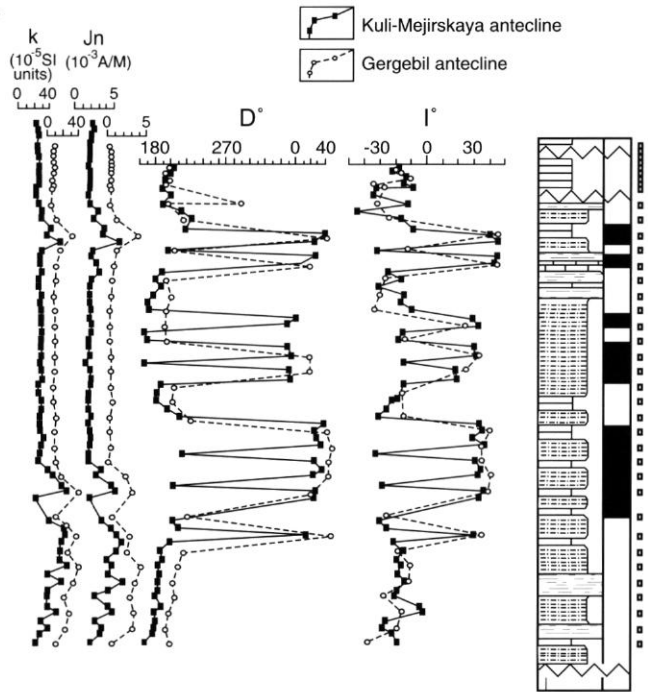 Kuli-Mejirskaya antecline
Gergebil antecline
k
(10⁻⁵SI
units)
Jn
(10⁻³A/M)
D°
I°
0 40
0 40
0 5
0 5
180 270 0 40
-30 0 40